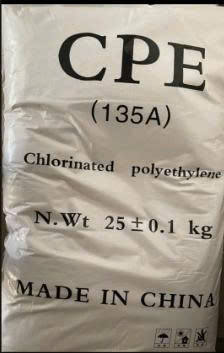 CPE
(135A)
Chlorinated polyethylene
N.Wt 25±0.1 kg
MADE IN CHINA